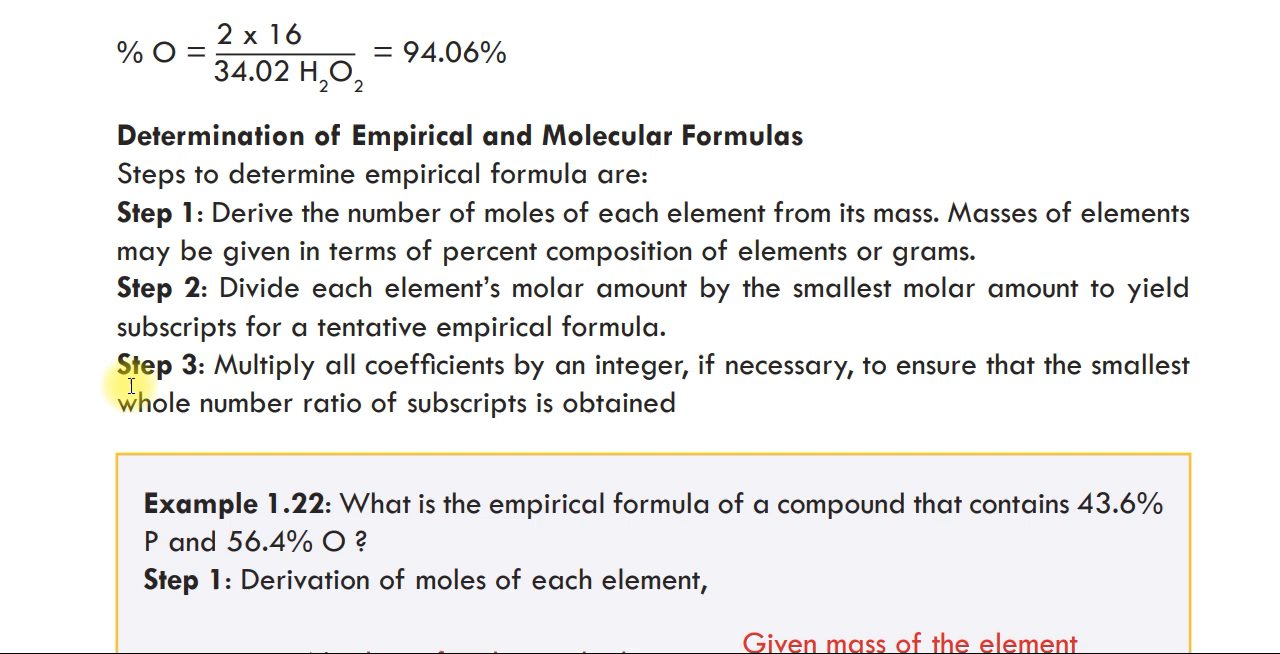 % O = 2 x 16 / 34.02 H₂O₂ = 94.06%
Determination of Empirical and Molecular Formulas
Steps to determine empirical formula are:
Step 1: Derive the number of moles of each element from its mass. Masses of elements
may be given in terms of percent composition of elements or grams.
Step 2: Divide each element’s molar amount by the smallest molar amount to yield
subscripts for a tentative empirical formula.
Step 3: Multiply all coefficients by an integer, if necessary, to ensure that the smallest
whole number ratio of subscripts is obtained
Example 1.22: What is the empirical formula of a compound that contains 43.6%
P and 56.4% O ?
Step 1: Derivation of moles of each element,
Given mass of the element